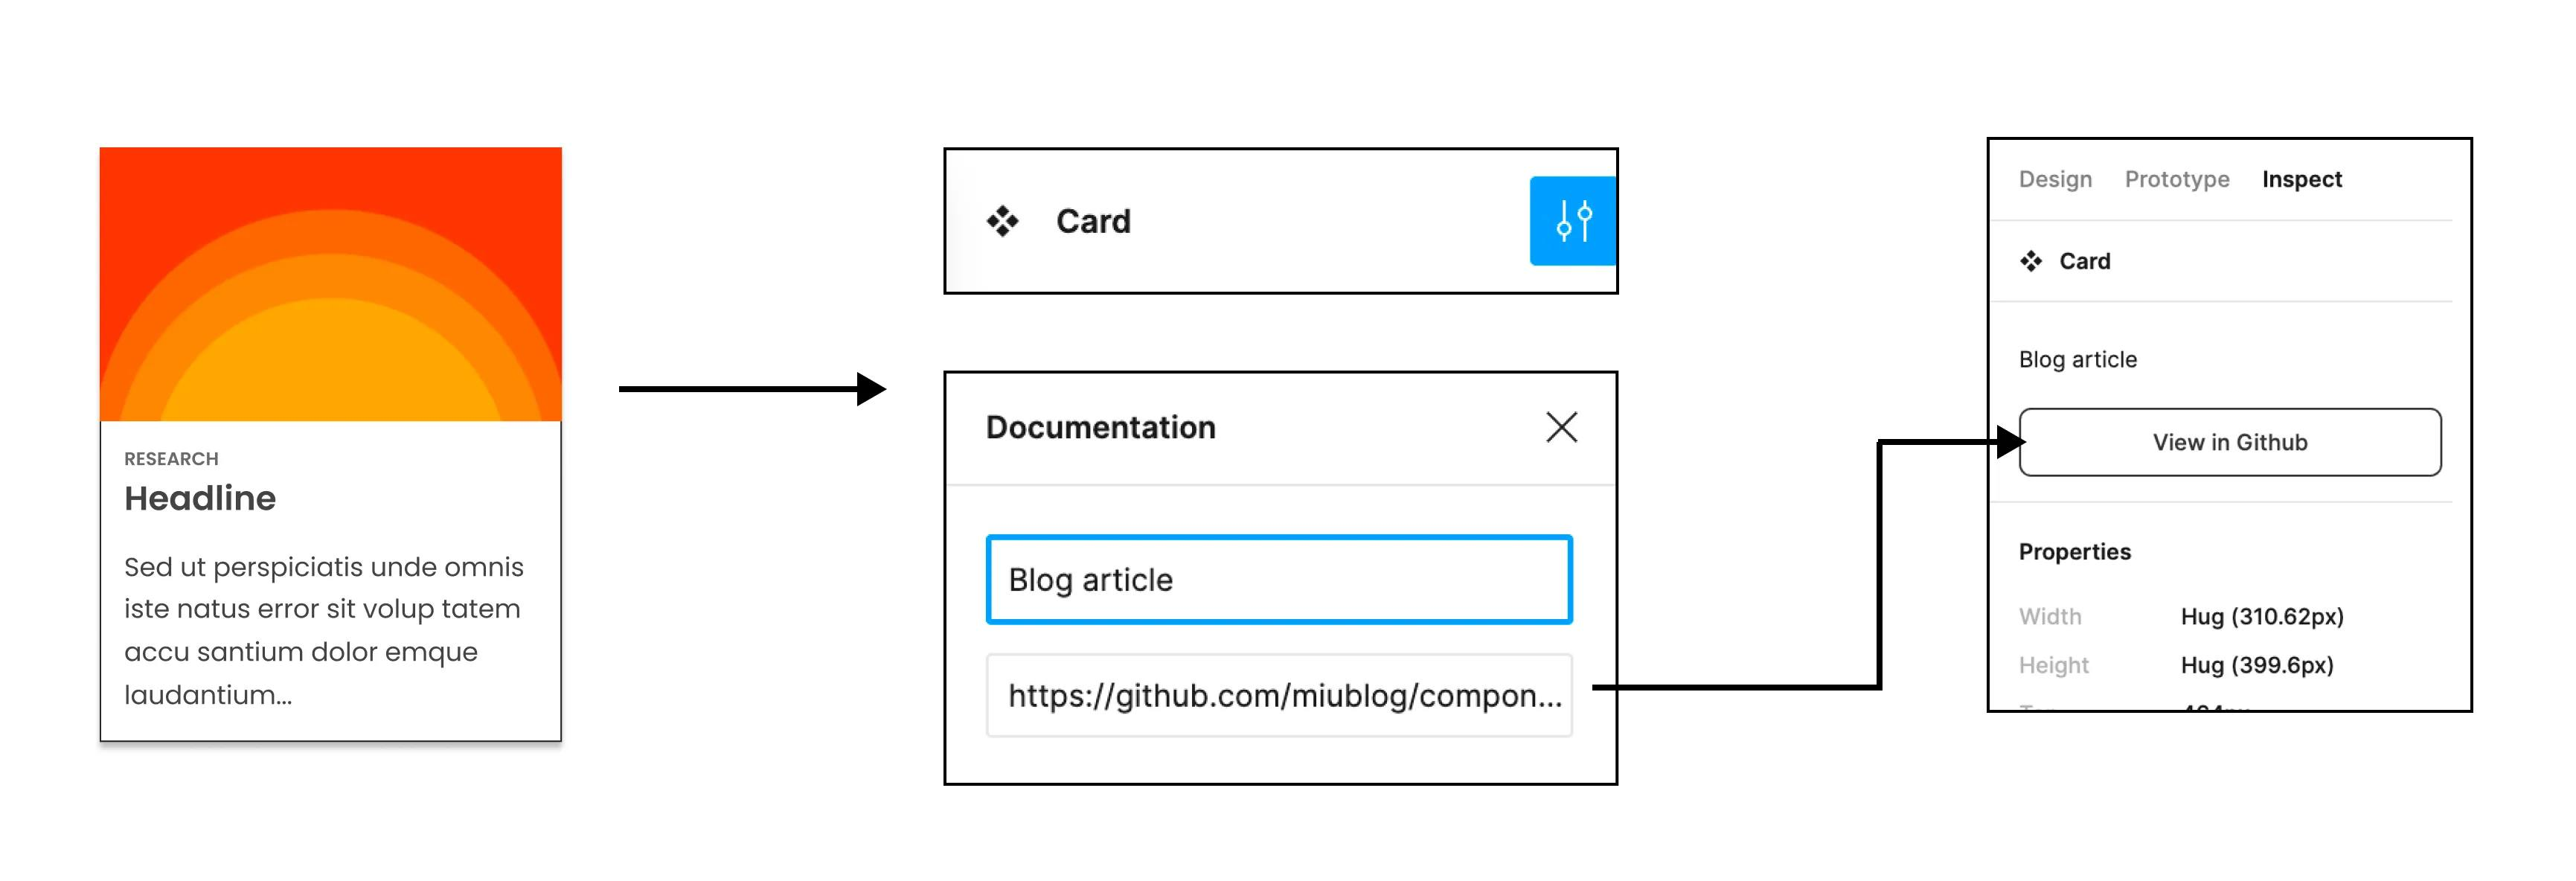 RESEARCH
Headline
Sed ut perspiciatis unde omnis
iste natus error sit volup tatem
accu santium dolor emque
laudantium...
Card
Documentation
Blog article
https://github.com/miublog/compon...
Design Prototype Inspect
Card
Blog article
View in Github
Properties
Width Hug (310.62px)
Height Hug (399.6px)